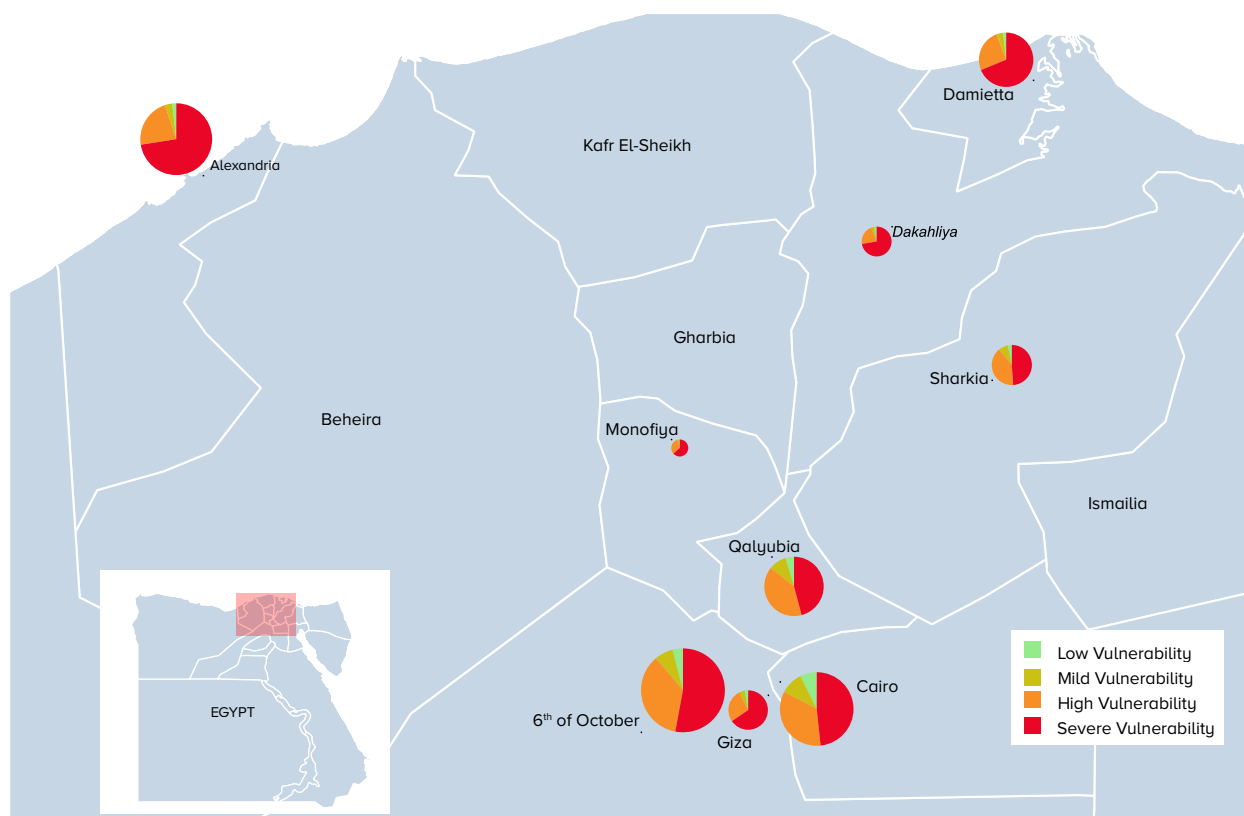 Damietta
Kafr El-Sheikh
Alexandria
Dakahliya
Gharbia
Sharkia
Beheira
Monofiya
Ismailia
Qalyubia
Low Vulnerability
Mild Vulnerability
High Vulnerability
Severe Vulnerability
Cairo
6th of October
Giza
EGYPT